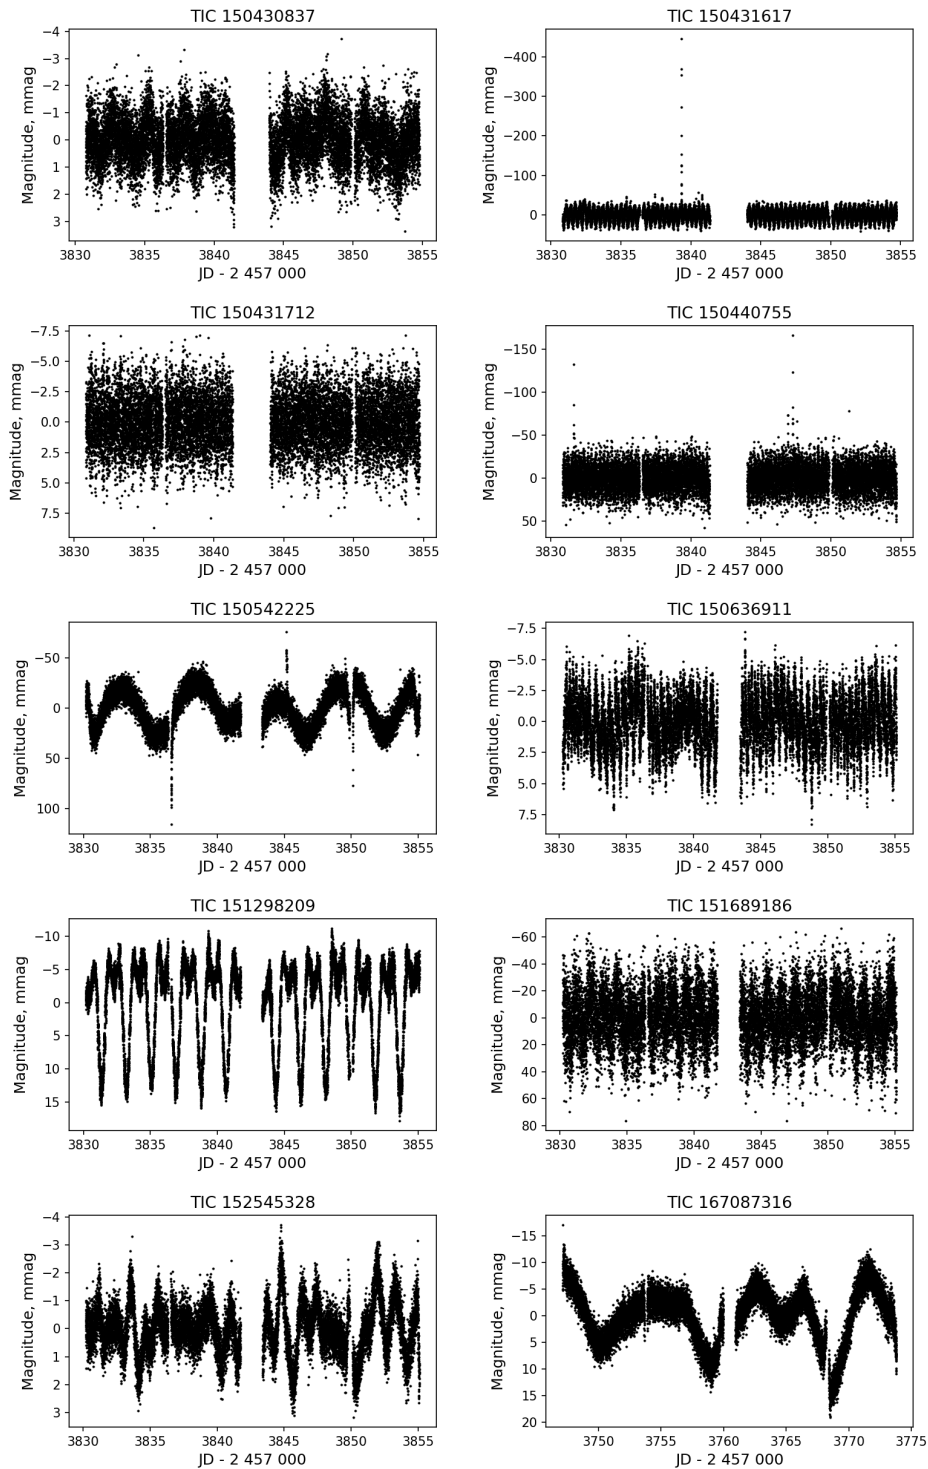 TIC 150430837
−4
−3
−2
−1
0
1
2
3
Magnitude, mmag
3830 3835 3840 3845 3850 3855
JD - 2 457 000
TIC 150431617
−400
−300
−200
−100
0
Magnitude, mmag
3830 3835 3840 3845 3850 3855
JD - 2 457 000
TIC 150431712
−7.5
−5.0
−2.5
0.0
2.5
5.0
7.5
Magnitude, mmag
3830 3835 3840 3845 3850 3855
JD - 2 457 000
TIC 150440755
−150
−100
−50
0
50
Magnitude, mmag
3830 3835 3840 3845 3850 3855
JD - 2 457 000
TIC 150542225
−50
0
50
100
Magnitude, mmag
3830 3835 3840 3845 3850 3855
JD - 2 457 000
TIC 150636911
−7.5
−5.0
−2.5
0.0
2.5
5.0
7.5
Magnitude, mmag
3830 3835 3840 3845 3850 3855
JD - 2 457 000
TIC 151298209
−10
−5
0
5
10
15
Magnitude, mmag
3830 3835 3840 3845 3850 3855
JD - 2 457 000
TIC 151689186
−60
−40
−20
0
20
40
60
80
Magnitude, mmag
3830 3835 3840 3845 3850 3855
JD - 2 457 000
TIC 152545328
−4
−3
−2
−1
0
1
2
3
Magnitude, mmag
3830 3835 3840 3845 3850 3855
JD - 2 457 000
TIC 167087316
−15
−10
−5
0
5
10
15
20
Magnitude, mmag
3750 3755 3760 3765 3770 3775
JD - 2 457 000